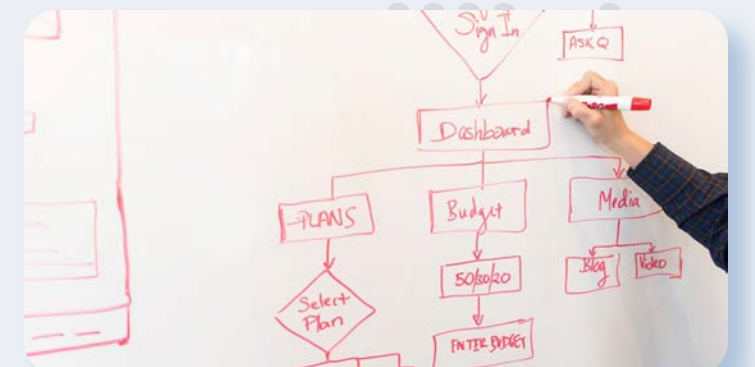 Sign In
ASK Q
Dashboard
PLANS
Budget
Media
50/30/20
Blog
Video
Select
Plan
ENTER BUDGET